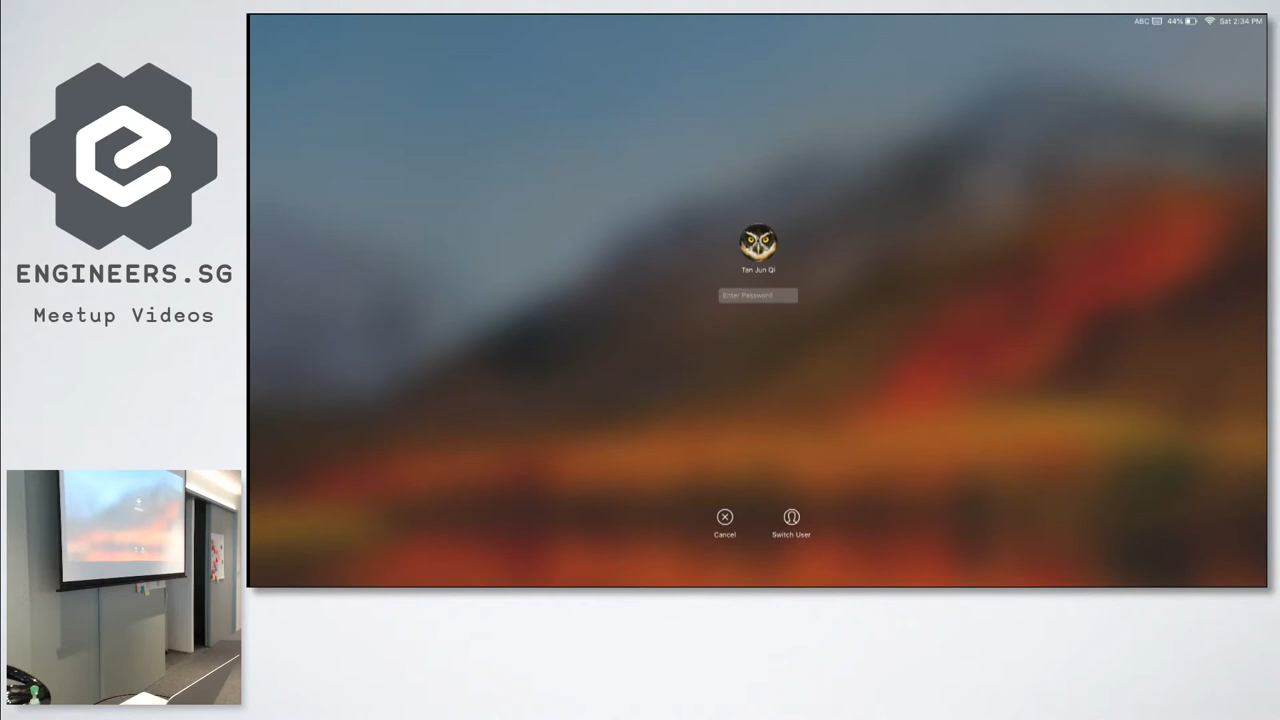 ENGINEERS.SG
Meetup Videos
ABC 44% Sat 2:34 PM
Tan Jun Qi
Enter Password
Cancel Switch User